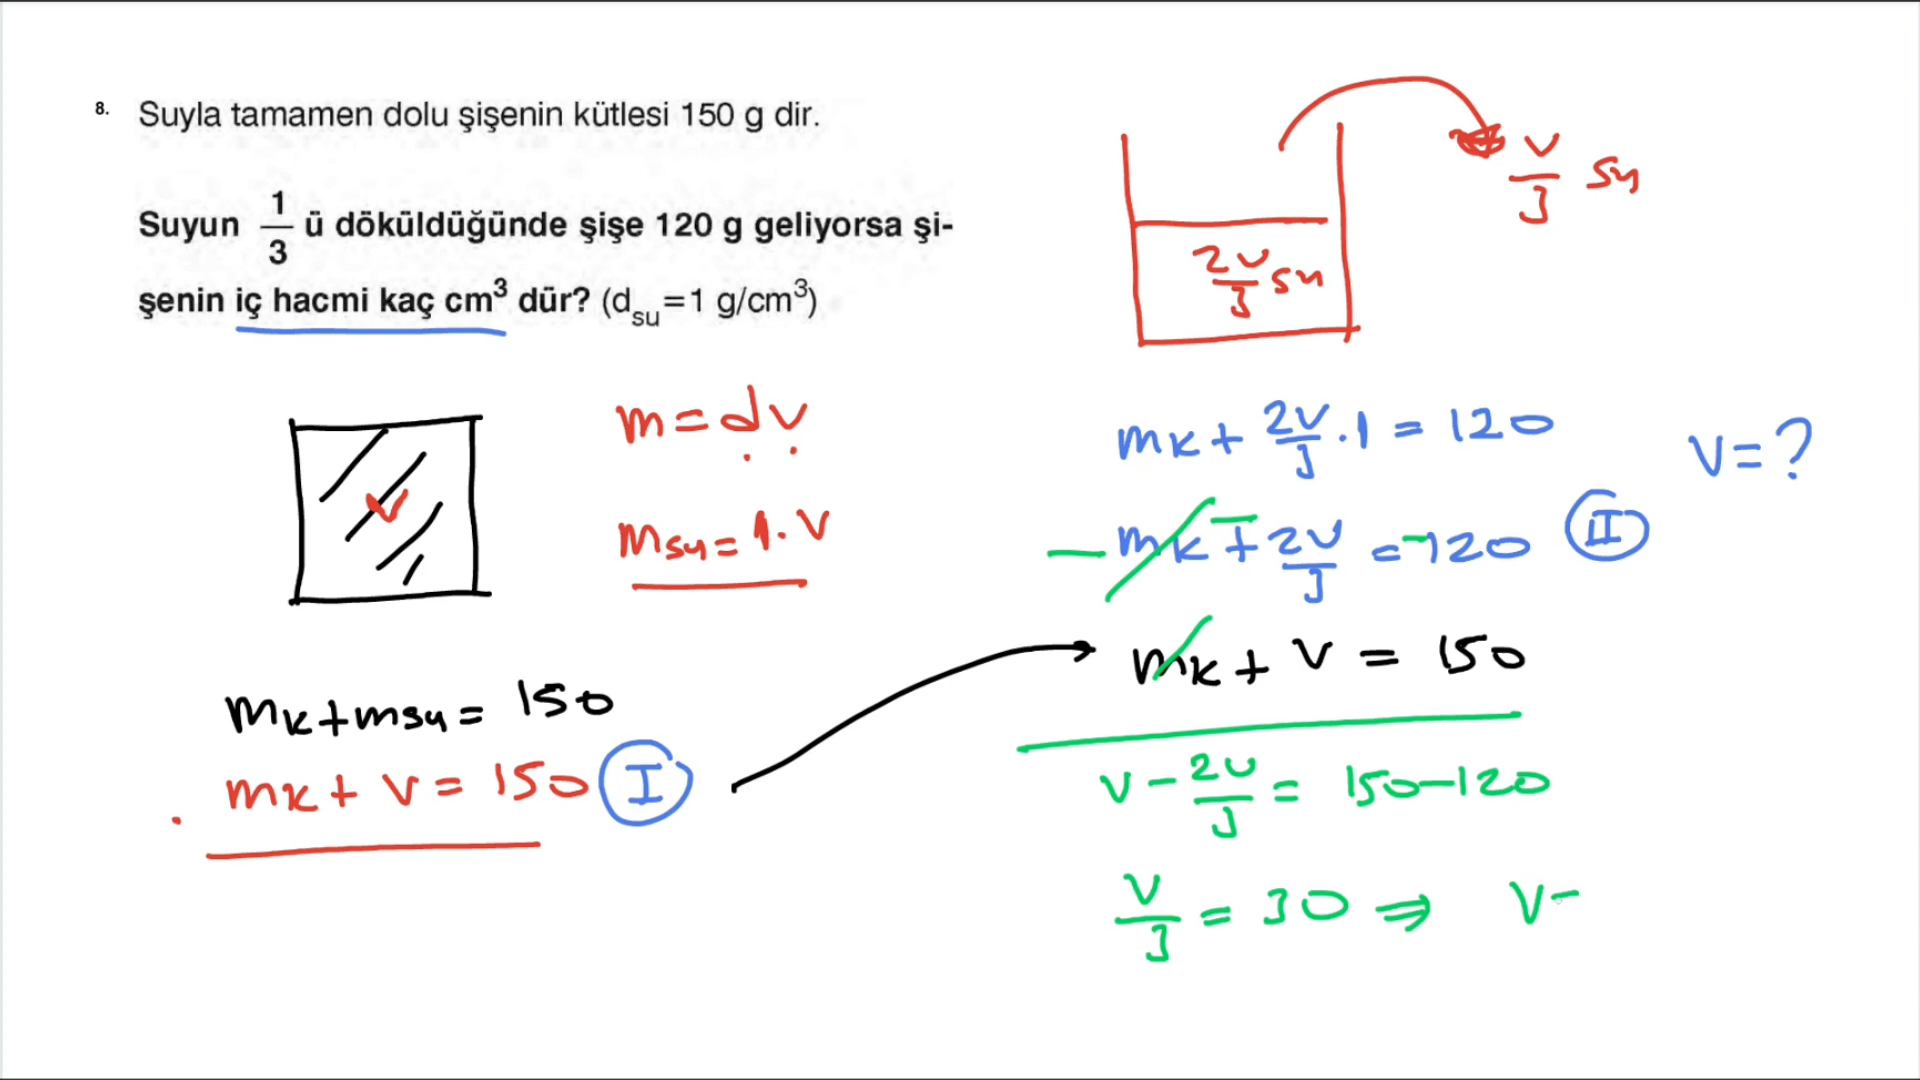 8. Suyla tamamen dolu şişenin kütlesi 150 g dir.
Suyun 1/3 ü döküldüğünde şişe 120 g geliyorsa şi-
şenin iç hacmi kaç cm³ dür? (d_su = 1 g/cm³)
V
m = dv
msu = 1 . V
mk + msu = 150
mk + V = 150 I
V/3 su
2V/3 su
mk + 2V/3 . 1 = 120
V = ?
- mk + 2V/3 = -120 II
mk + V = 150
V - 2V/3 = 150 - 120
V/3 = 30 ⇒ V =